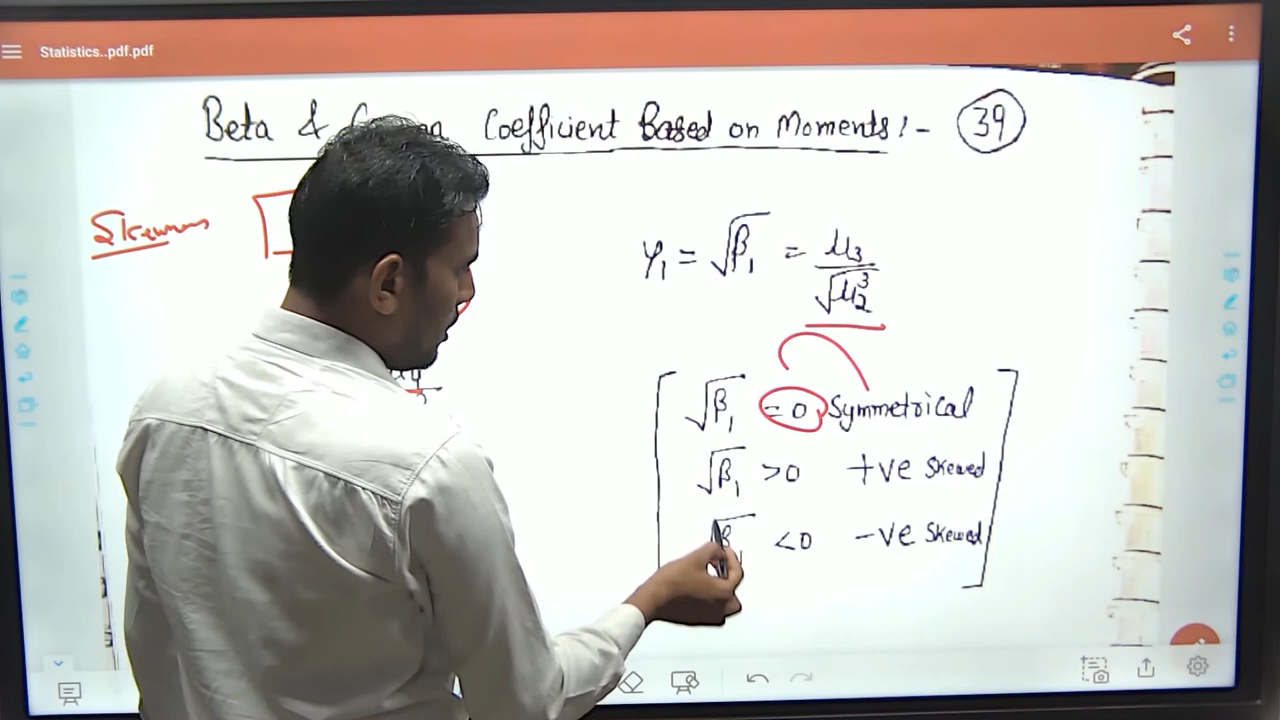 Statistics..pdf.pdf
Beta & Coefficient Based on Moments :- 39
Skewness
γ₁ = √β₁ = μ₃ / √μ₂³
√β₁ = 0 Symmetrical
√β₁ > 0 +ve Skewed
√β₁ < 0 -ve Skewed